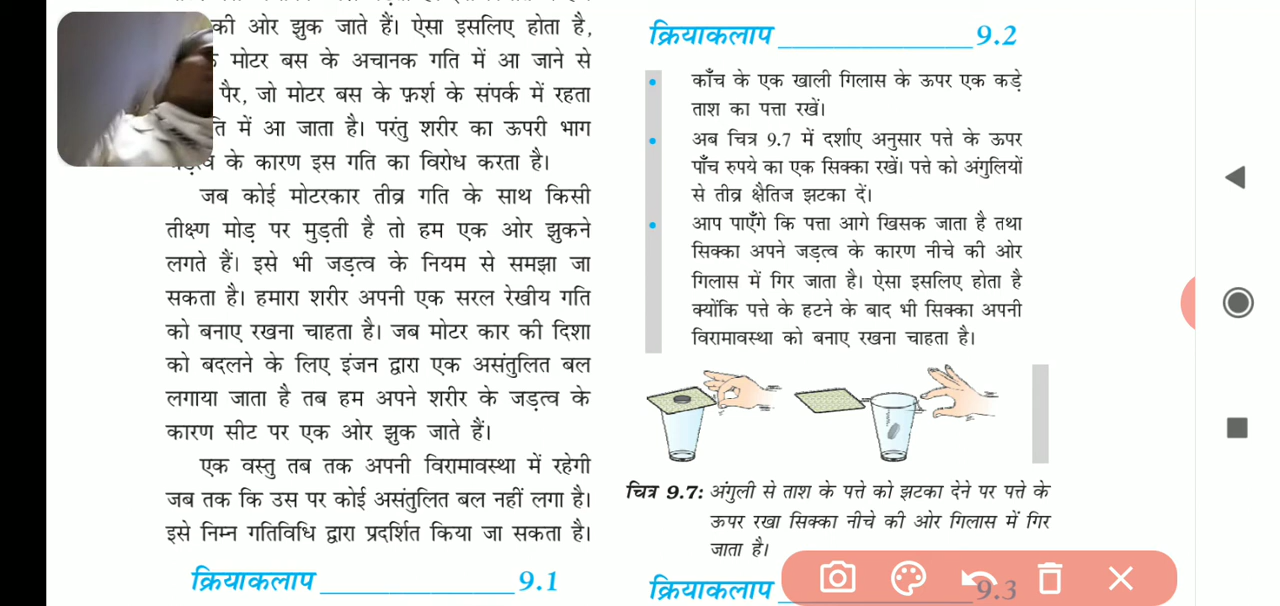 की ओर झुक जाते हैं। ऐसा इसलिए होता है,
मोटर बस के अचानक गति में आ जाने से
पैर, जो मोटर बस के फ़र्श के संपर्क में रहता
में आ जाता है। परंतु शरीर का ऊपरी भाग
के कारण इस गति का विरोध करता है।
जब कोई मोटरकार तीव्र गति के साथ किसी
तीक्ष्ण मोड़ पर मुड़ती है तो हम एक ओर झुकने
लगते हैं। इसे भी जड़त्व के नियम से समझा जा
सकता है। हमारा शरीर अपनी एक सरल रेखीय गति
को बनाए रखना चाहता है। जब मोटर कार की दिशा
को बदलने के लिए इंजन द्वारा एक असंतुलित बल
लगाया जाता है तब हम अपने शरीर के जड़त्व के
कारण सीट पर एक ओर झुक जाते हैं।
एक वस्तु तब तक अपनी विरामावस्था में रहेगी
जब तक कि उस पर कोई असंतुलित बल नहीं लगा है।
इसे निम्न गतिविधि द्वारा प्रदर्शित किया जा सकता है।
क्रियाकलाप ______________ 9.1
क्रियाकलाप ______________ 9.2
• काँच के एक खाली गिलास के ऊपर एक कड़े
ताश का पत्ता रखें।
• अब चित्र 9.7 में दर्शाए अनुसार पत्ते के ऊपर
पाँच रुपये का एक सिक्का रखें। पत्ते को अंगुलियों
से तीव्र क्षैतिज झटका दें।
• आप पाएँगे कि पत्ता आगे खिसक जाता है तथा
सिक्का अपने जड़त्व के कारण नीचे की ओर
गिलास में गिर जाता है। ऐसा इसलिए होता है
क्योंकि पत्ते के हटने के बाद भी सिक्का अपनी
विरामावस्था को बनाए रखना चाहता है।
चित्र 9.7: अंगुली से ताश के पत्ते को झटका देने पर पत्ते के
ऊपर रखा सिक्का नीचे की ओर गिलास में गिर
जाता है।
क्रियाकलाप ______________ 9.3